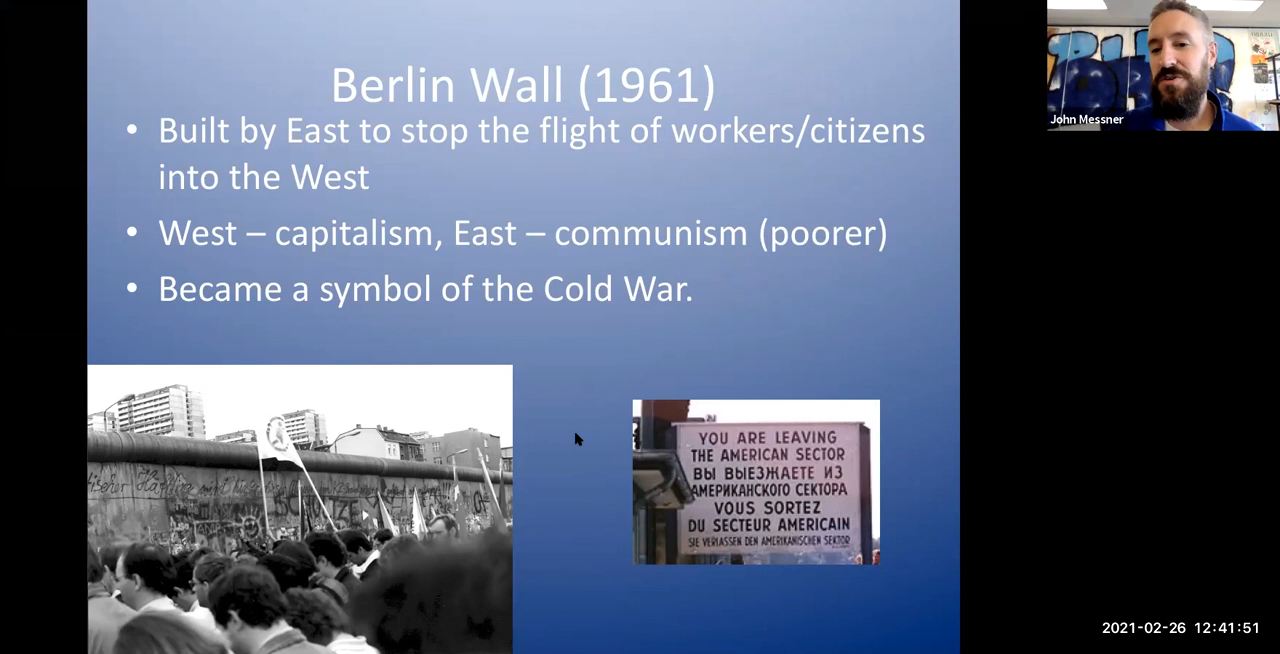 Berlin Wall (1961)
• Built by East to stop the flight of workers/citizens
into the West
• West – capitalism, East – communism (poorer)
• Became a symbol of the Cold War.
YOU ARE LEAVING
THE AMERICAN SECTOR
ВЫ ВЫЕЗЖАЕТЕ ИЗ
АМЕРИКАНСКОГО СЕКТОРА
VOUS SORTEZ
DU SECTEUR AMERICAIN
SIE VERLASSEN DEN AMERIKANISCHEN SEKTOR
John Messner
2021-02-26 12:41:51